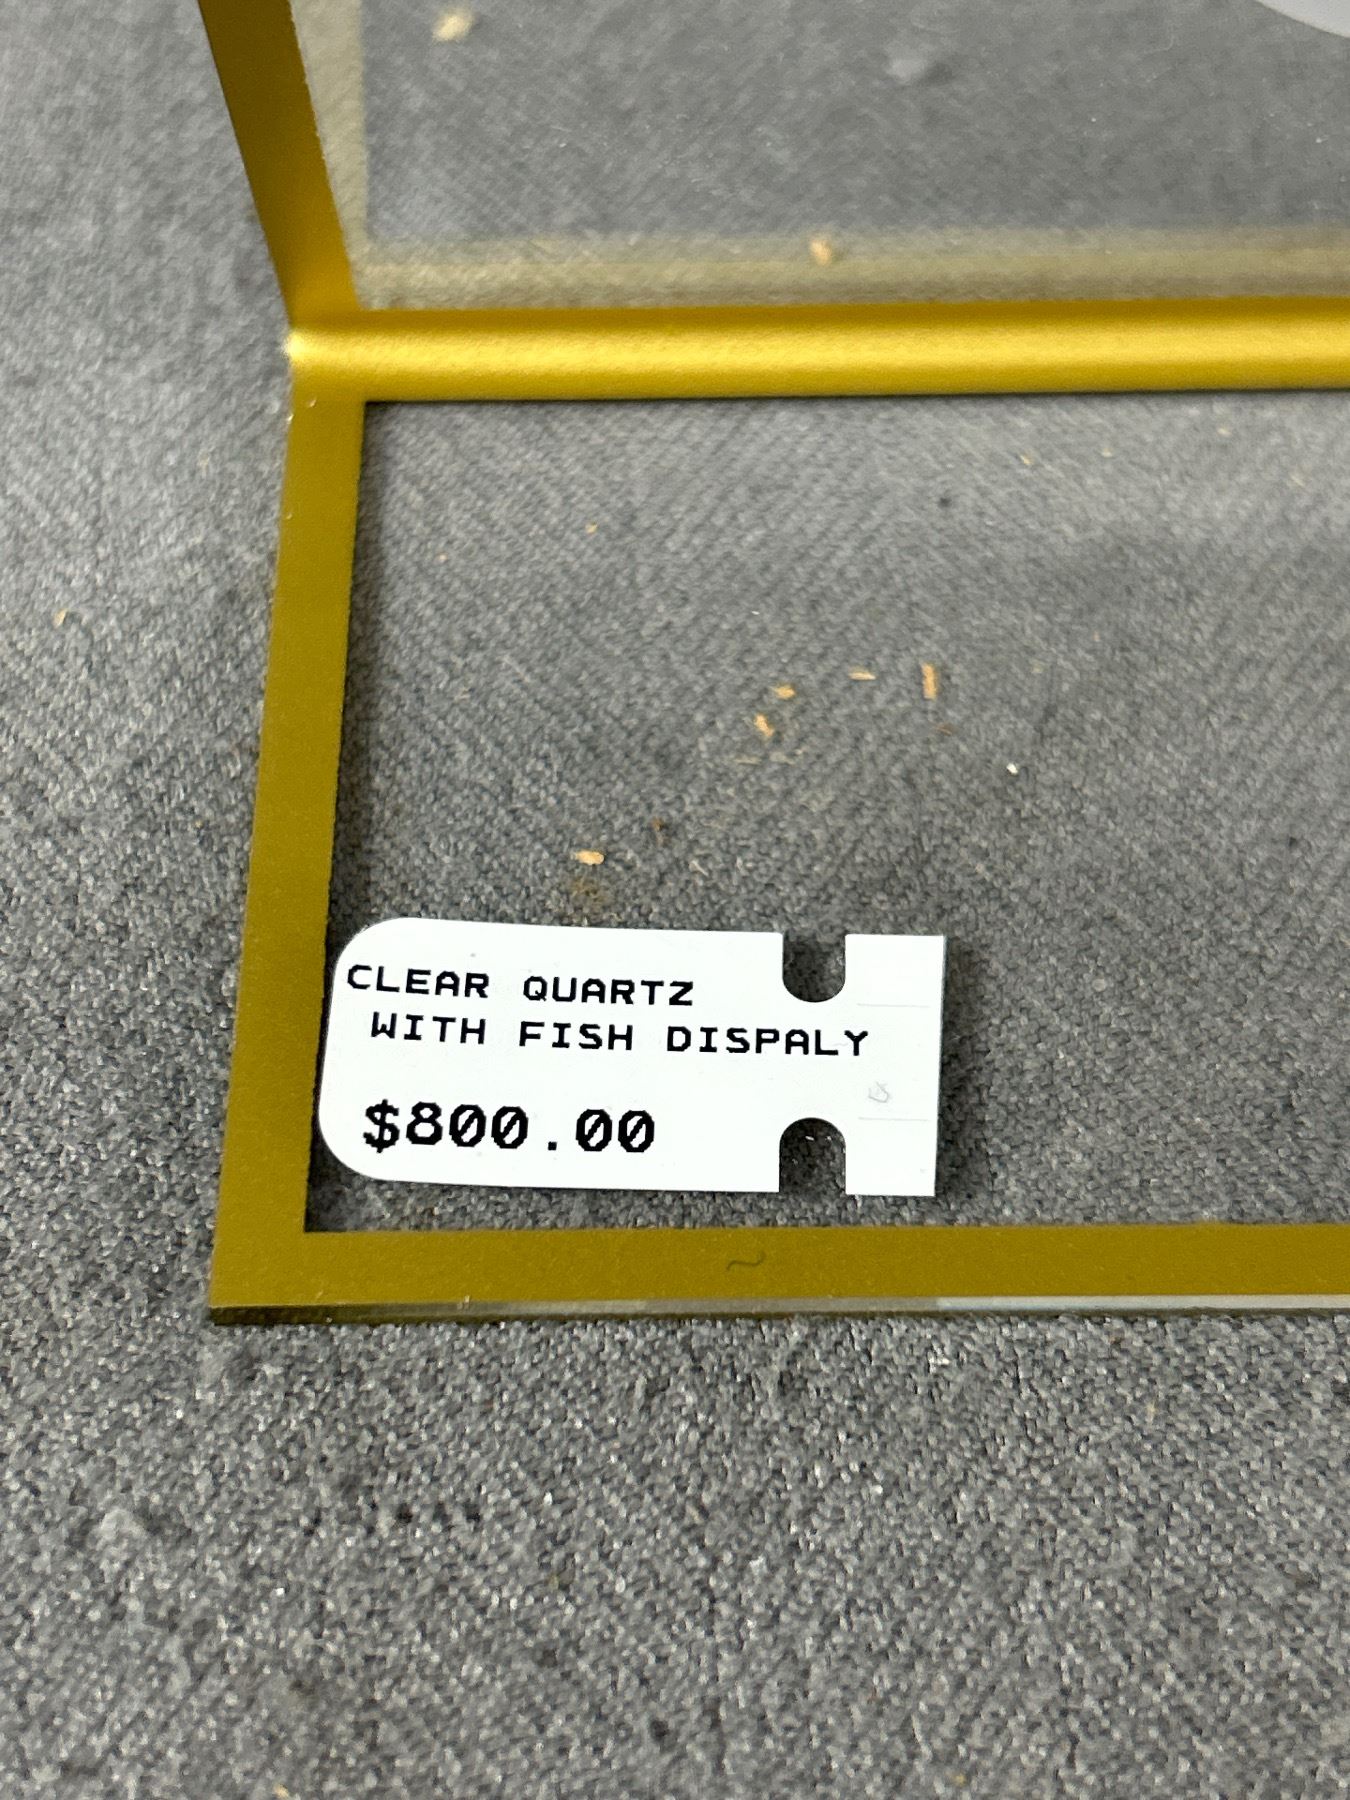 CLEAR QUARTZ
WITH FISH DISPALY
$800.00